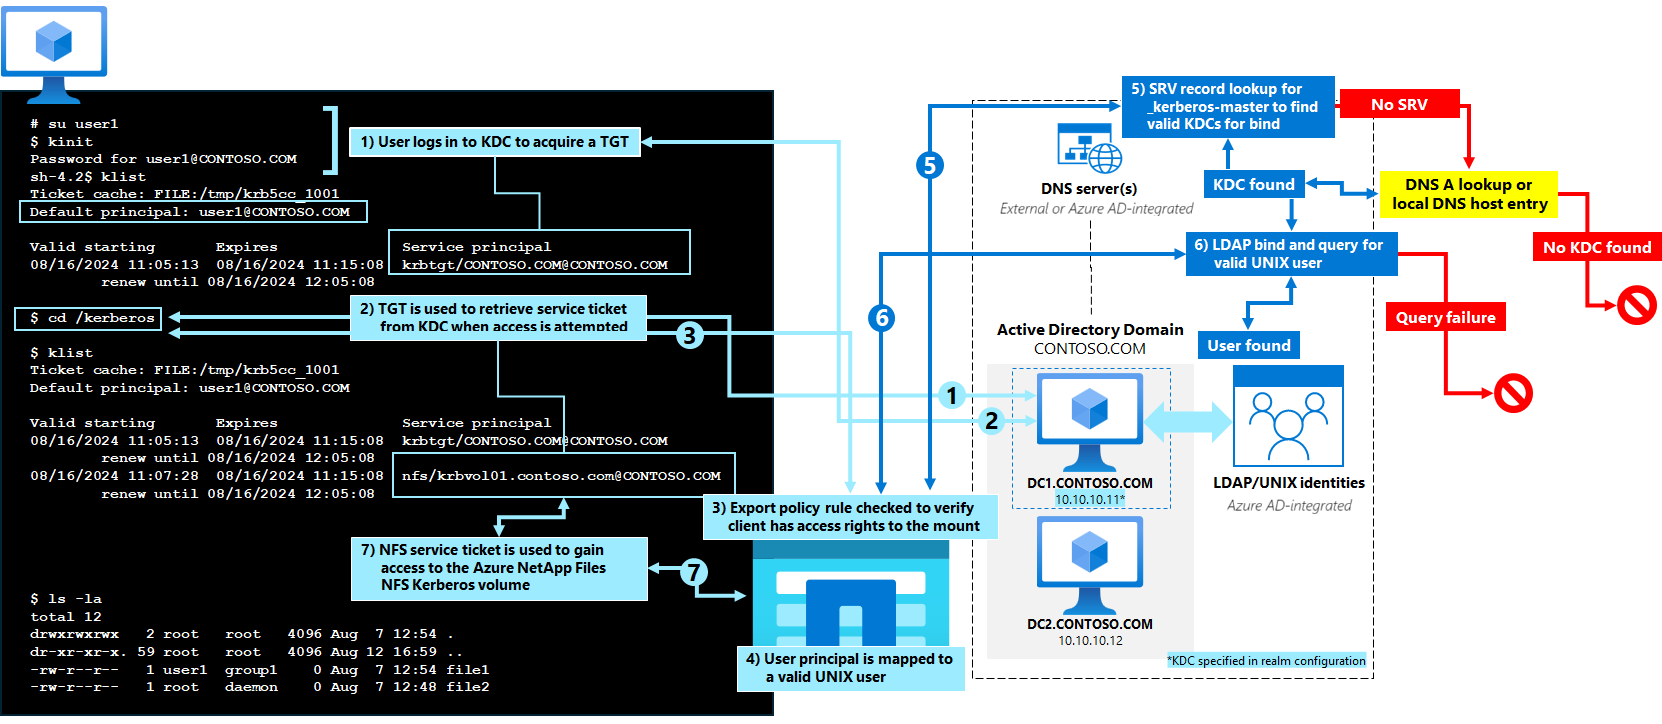 # su user1
$ kinit
Password for user1@CONTOSO.COM
sh-4.2$ klist
Ticket cache: FILE:/tmp/krb5cc_1001
Default principal: user1@CONTOSO.COM
Valid starting Expires Service principal
08/16/2024 11:05:13 08/16/2024 11:15:08 krbtgt/CONTOSO.COM@CONTOSO.COM
renew until 08/16/2024 12:05:08
$ cd /kerberos
$ klist
Ticket cache: FILE:/tmp/krb5cc_1001
Default principal: user1@CONTOSO.COM
Valid starting Expires Service principal
08/16/2024 11:05:13 08/16/2024 11:15:08 krbtgt/CONTOSO.COM@CONTOSO.COM
renew until 08/16/2024 12:05:08
08/16/2024 11:07:28 08/16/2024 11:15:08 nfs/krbvol01.contoso.com@CONTOSO.COM
renew until 08/16/2024 12:05:08
$ ls -la
total 12
drwxrwxrwx 2 root root 4096 Aug 7 12:54 .
dr-xr-xr-x. 59 root root 4096 Aug 12 16:59 ..
-rw-r--r-- 1 user1 group1 0 Aug 7 12:54 file1
-rw-r--r-- 1 root daemon 0 Aug 7 12:48 file2
1) User logs in to KDC to acquire a TGT
2) TGT is used to retrieve service ticket
from KDC when access is attempted
3
1
2
3) Export policy rule checked to verify
client has access rights to the mount
7) NFS service ticket is used to gain
access to the Azure NetApp Files
NFS Kerberos volume
7
4) User principal is mapped to
a valid UNIX user
5
6
5) SRV record lookup for
_kerberos-master to find
valid KDCs for bind
No SRV
DNS server(s)
External or Azure AD-integrated
KDC found
DNS A lookup or
local DNS host entry
No KDC found
6) LDAP bind and query for
valid UNIX user
Query failure
User found
Active Directory Domain
CONTOSO.COM
DC1.CONTOSO.COM
10.10.10.11*
LDAP/UNIX identities
Azure AD-integrated
DC2.CONTOSO.COM
10.10.10.12
*KDC specified in realm configuration